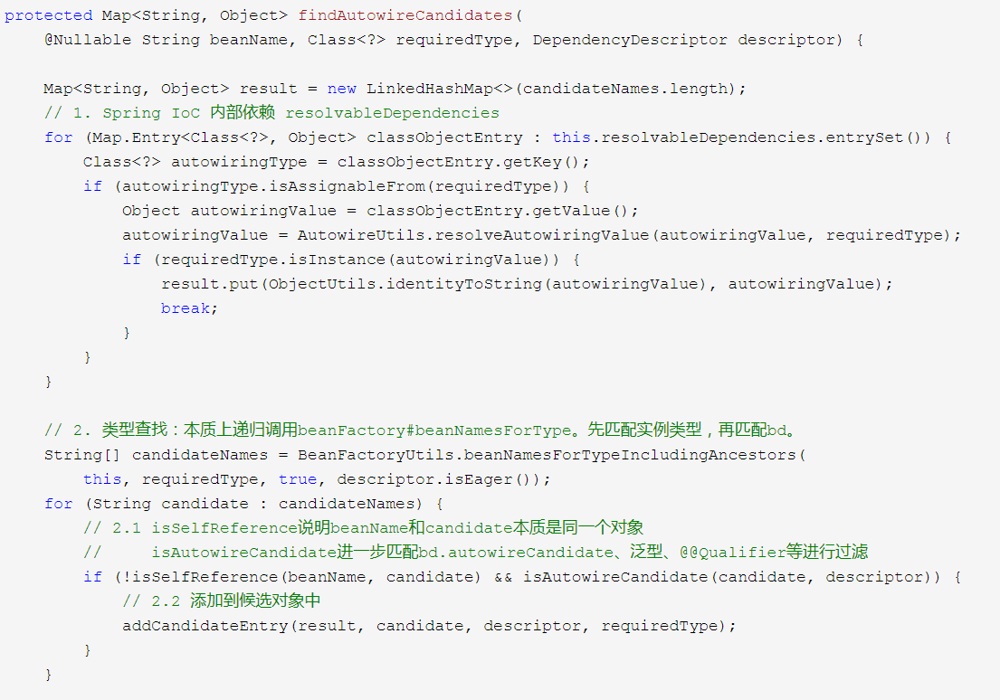 protected Map<String, Object> findAutowireCandidates(
    @Nullable String beanName, Class<?> requiredType, DependencyDescriptor descriptor) {

    Map<String, Object> result = new LinkedHashMap<>(candidateNames.length);
    // 1. Spring IoC 内部依赖 resolvableDependencies
    for (Map.Entry<Class<?>, Object> classObjectEntry : this.resolvableDependencies.entrySet()) {
        Class<?> autowiringType = classObjectEntry.getKey();
        if (autowiringType.isAssignableFrom(requiredType)) {
            Object autowiringValue = classObjectEntry.getValue();
            autowiringValue = AutowireUtils.resolveAutowiringValue(autowiringValue, requiredType);
            if (requiredType.isInstance(autowiringValue)) {
                result.put(ObjectUtils.identityToString(autowiringValue), autowiringValue);
                break;
            }
        }
    }

    // 2. 类型查找：本质上递归调用beanFactory#beanNamesForType。先匹配实例类型，再匹配bd。
    String[] candidateNames = BeanFactoryUtils.beanNamesForTypeIncludingAncestors(
        this, requiredType, true, descriptor.isEager());
    for (String candidate : candidateNames) {
        // 2.1 isSelfReference说明beanName和candidate本质是同一个对象
        //     isAutowireCandidate进一步匹配bd.autowireCandidate、泛型、@@Qualifier等进行过滤
        if (!isSelfReference(beanName, candidate) && isAutowireCandidate(candidate, descriptor)) {
            // 2.2 添加到候选对象中
            addCandidateEntry(result, candidate, descriptor, requiredType);
        }
    }